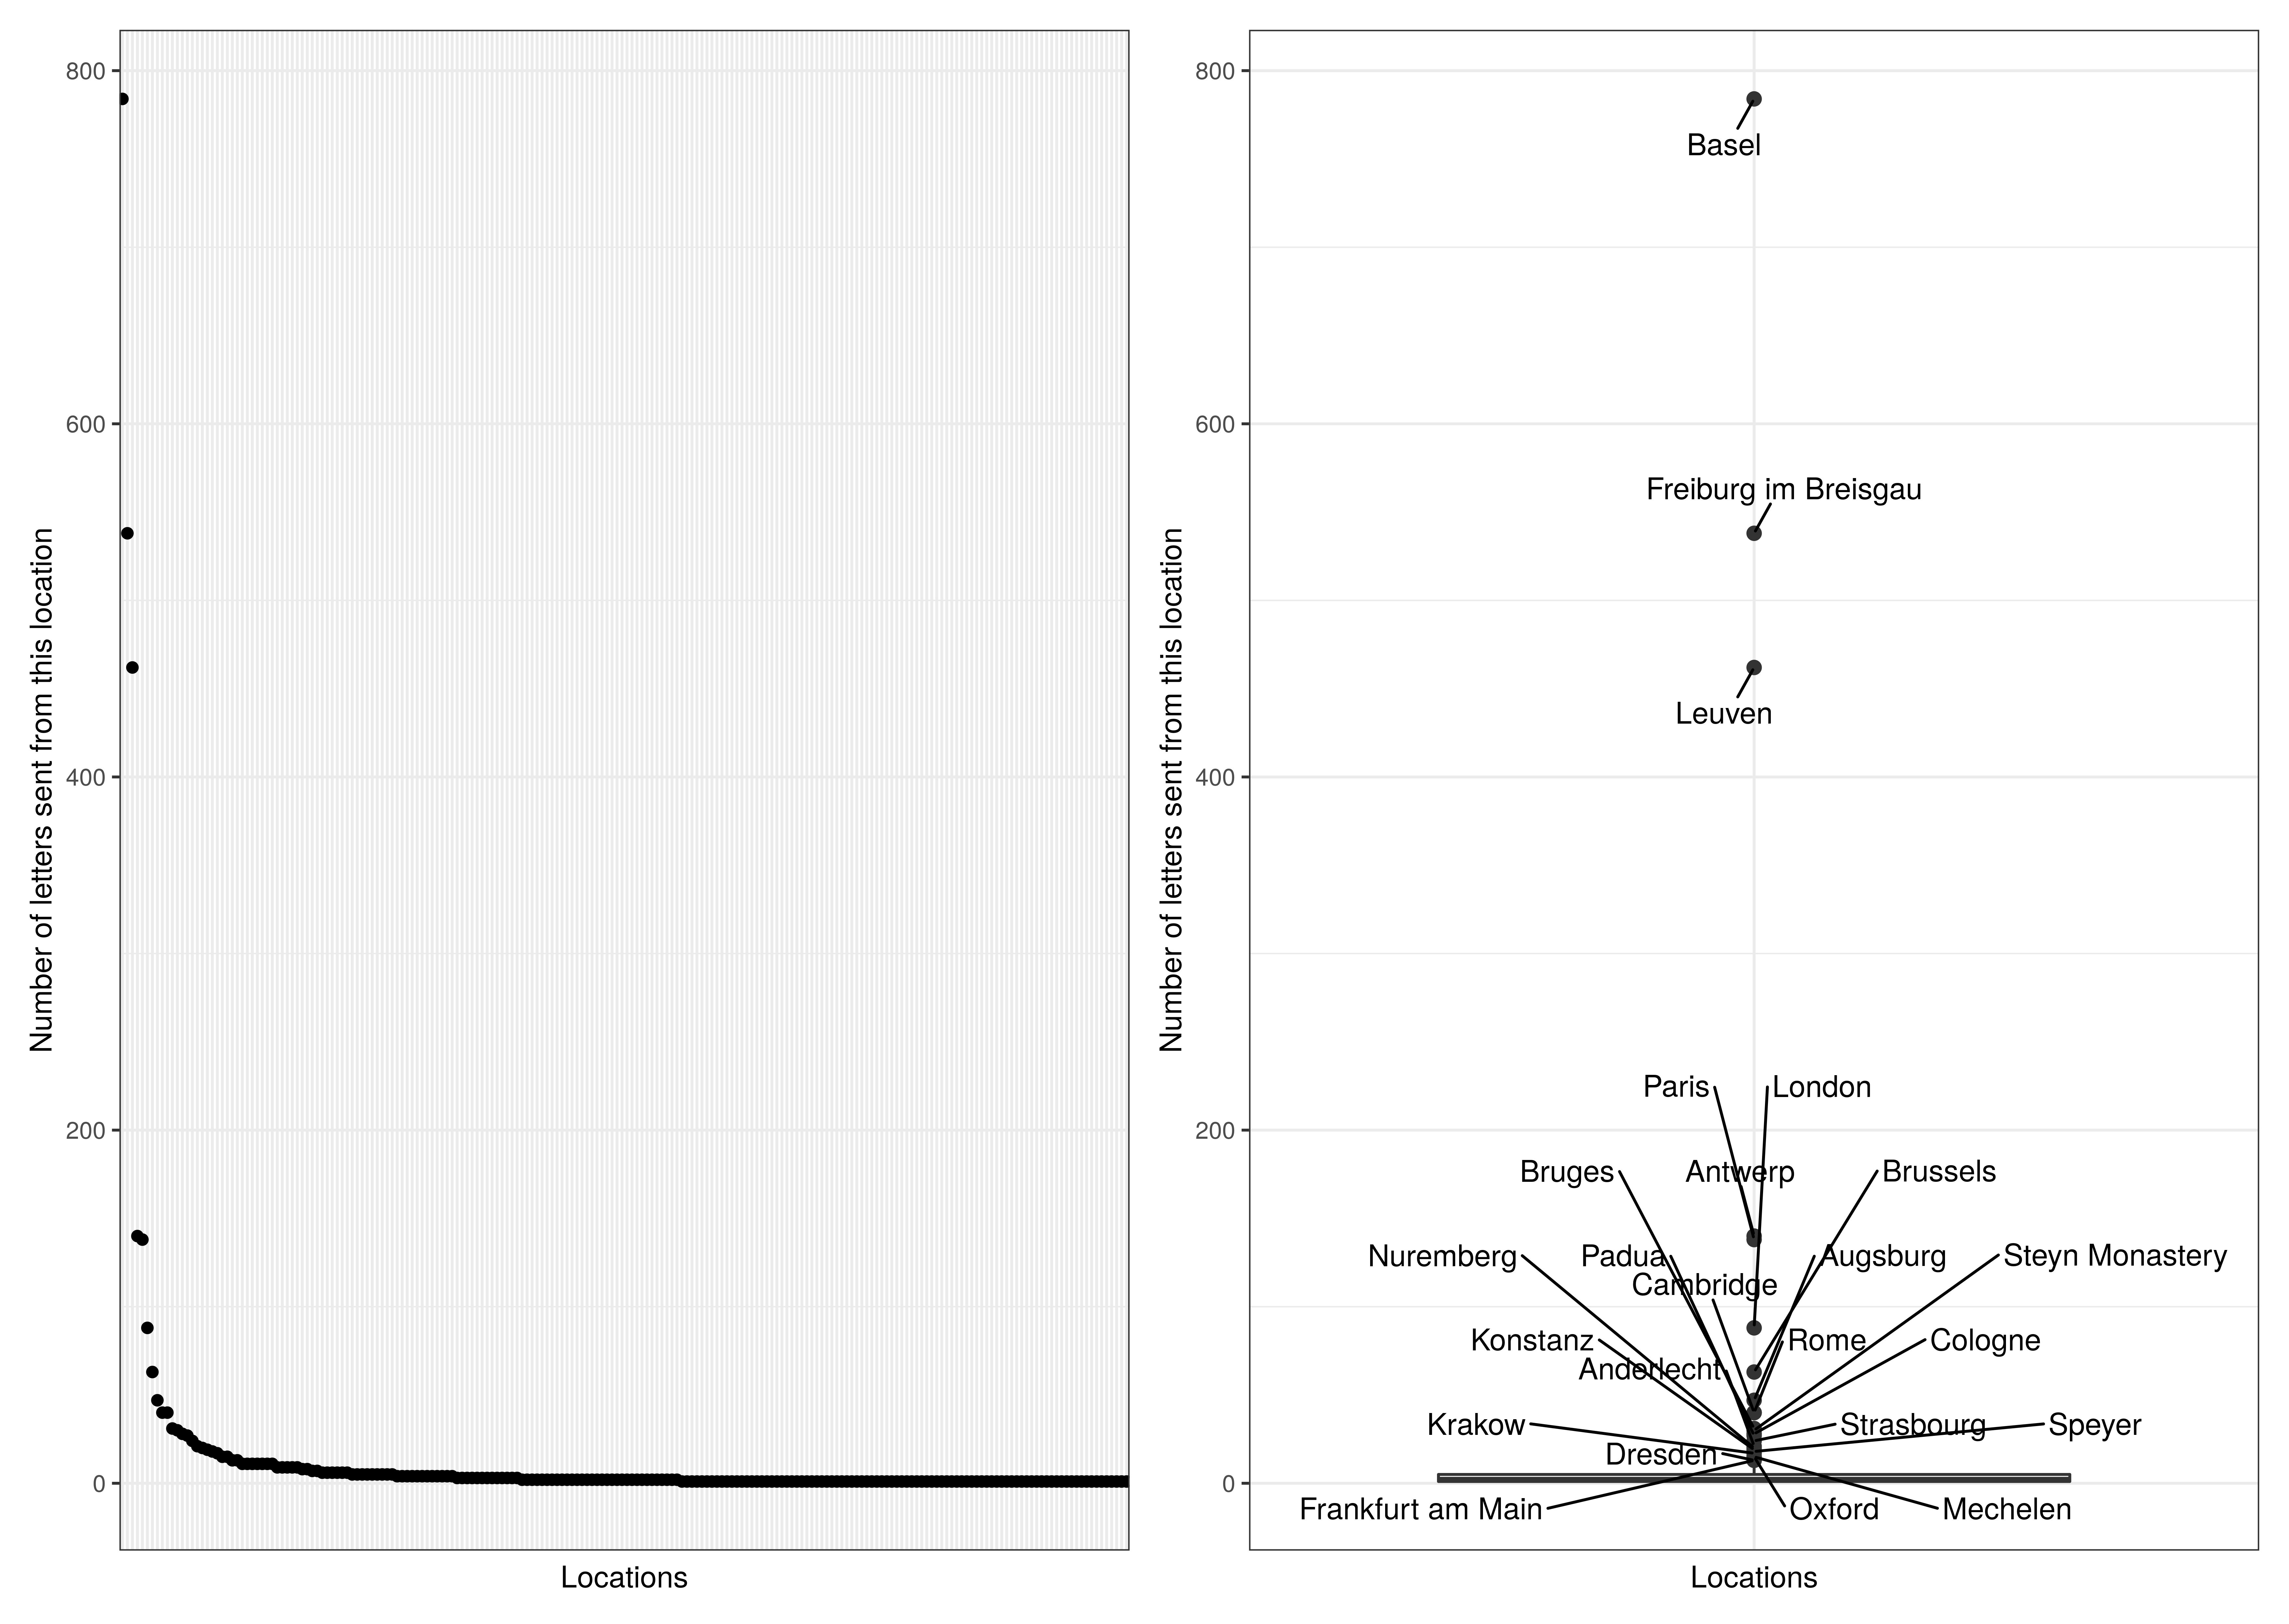 Number of letters sent from this location
800
600
400
200
0
Locations
Number of letters sent from this location
800
600
400
200
0
Basel
Freiburg im Breisgau
Leuven
Paris
London
Bruges
Antwerp
Brussels
Nuremberg
Padua
Augsburg
Steyn Monastery
Cambridge
Konstanz
Rome
Cologne
Anderlecht
Krakow
Strasbourg
Speyer
Dresden
Frankfurt am Main
Oxford
Mechelen
Locations